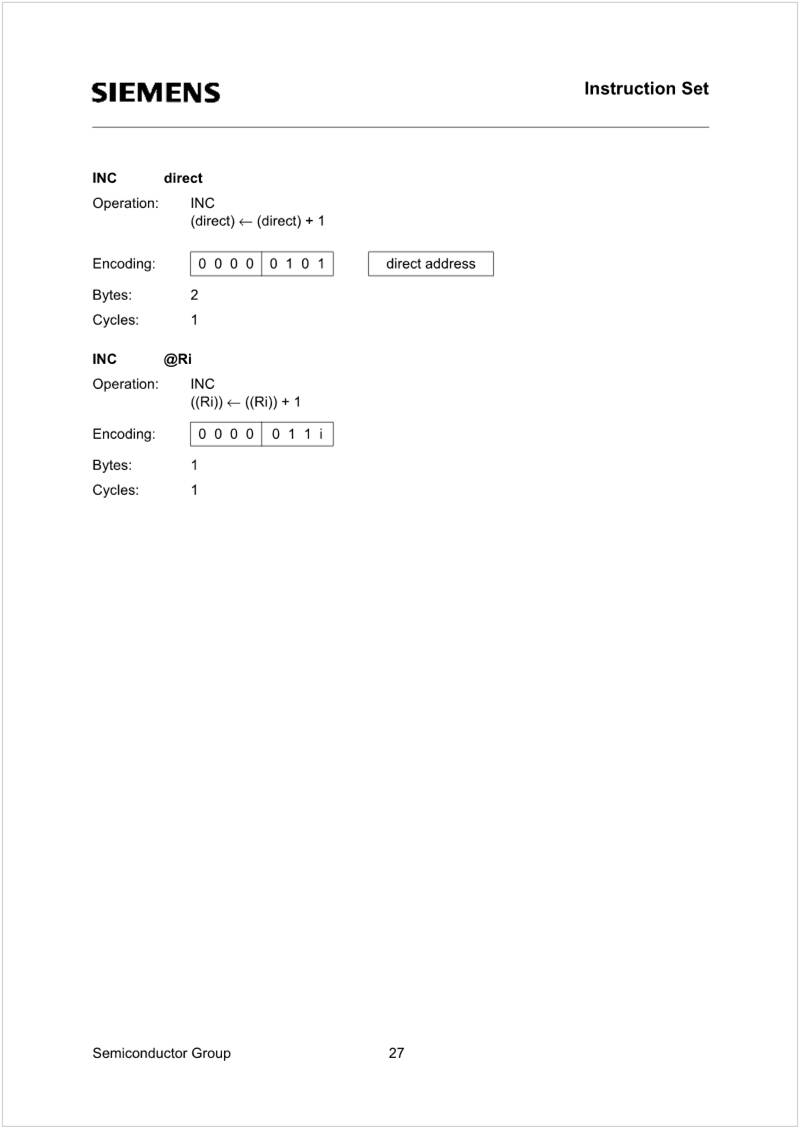 SIEMENS
Instruction Set
INC direct
Operation: INC
(direct) ← (direct) + 1
Encoding: 0 0 0 0 0 1 0 1 direct address
Bytes: 2
Cycles: 1
INC @Ri
Operation: INC
((Ri)) ← ((Ri)) + 1
Encoding: 0 0 0 0 0 1 1 i
Bytes: 1
Cycles: 1
Semiconductor Group 27